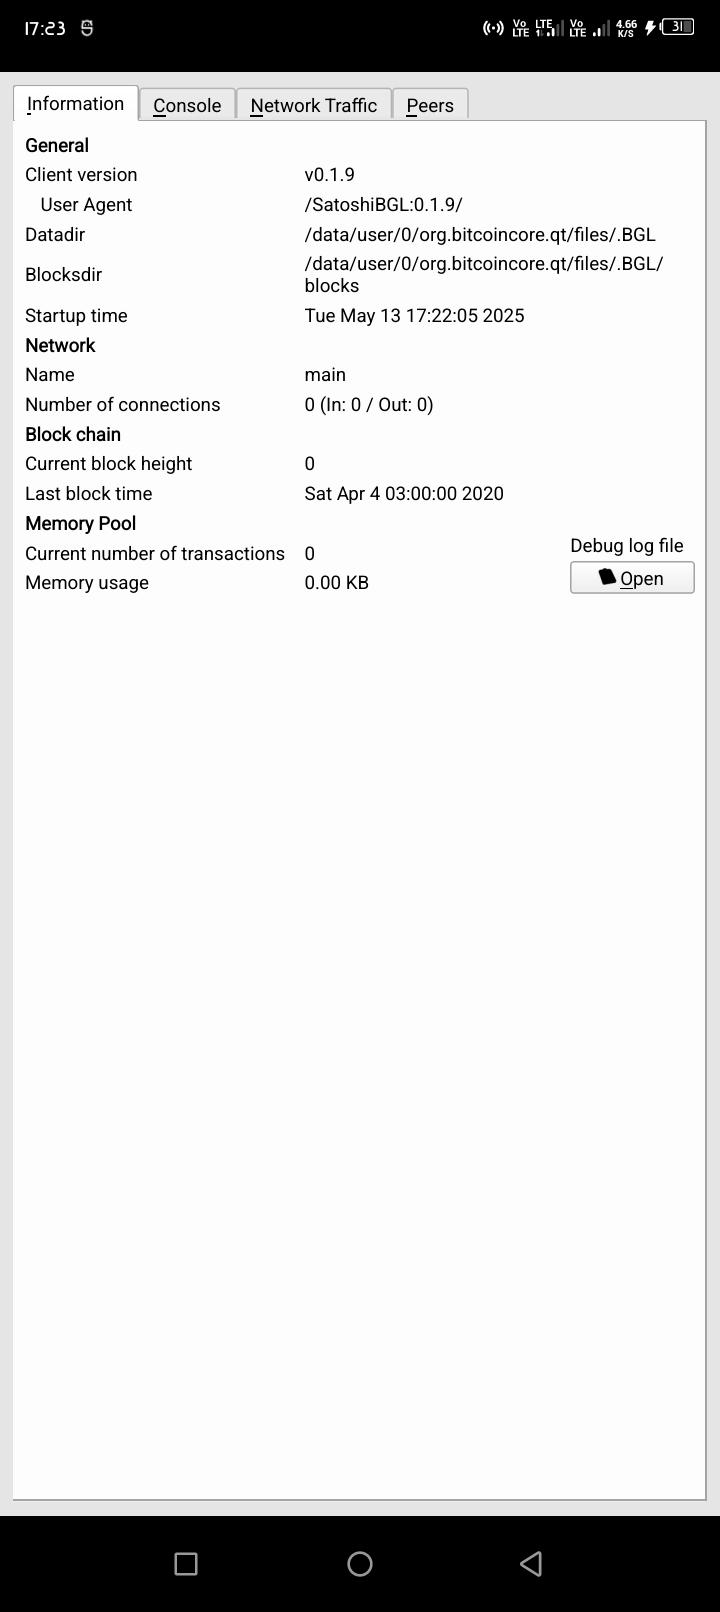 17:23
Vo LTE LTE Vo LTE 4.66 K/S 31
Information Console Network Traffic Peers
General
Client version v0.1.9
User Agent /SatoshiBGL:0.1.9/
Datadir /data/user/0/org.bitcoincore.qt/files/.BGL
Blocksdir /data/user/0/org.bitcoincore.qt/files/.BGL/
blocks
Startup time Tue May 13 17:22:05 2025
Network
Name main
Number of connections 0 (In: 0 / Out: 0)
Block chain
Current block height 0
Last block time Sat Apr 4 03:00:00 2020
Memory Pool
Current number of transactions 0
Memory usage 0.00 KB
Debug log file
Open